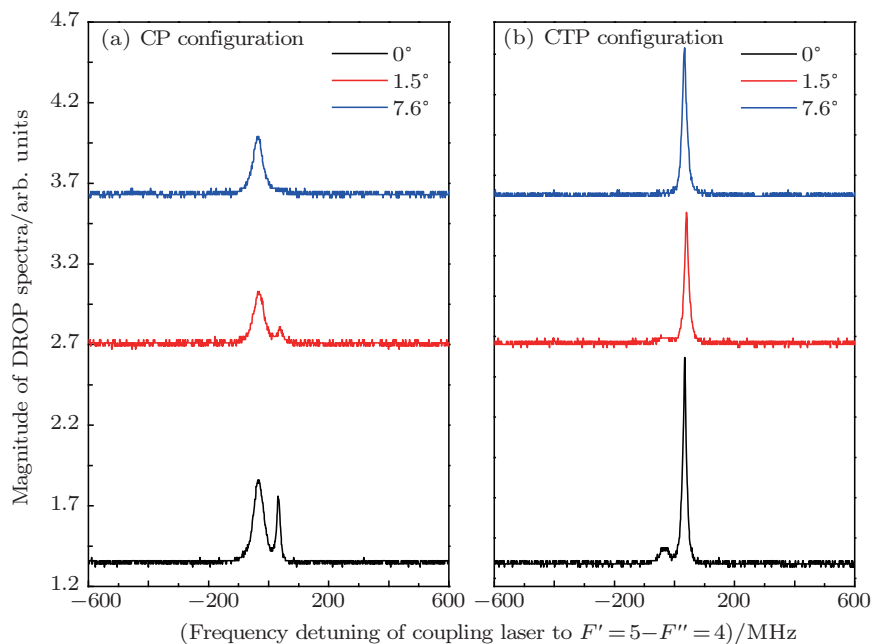 (a) CP configuration
0°
1.5°
7.6°
(b) CTP configuration
0°
1.5°
7.6°
Magnitude of DROP spectra/arb. units
4.7
4.2
3.7
3.2
2.7
2.2
1.7
1.2
−600 −200 200 600
−600 −200 200 600
(Frequency detuning of coupling laser to F′=5−F″=4)/MHz